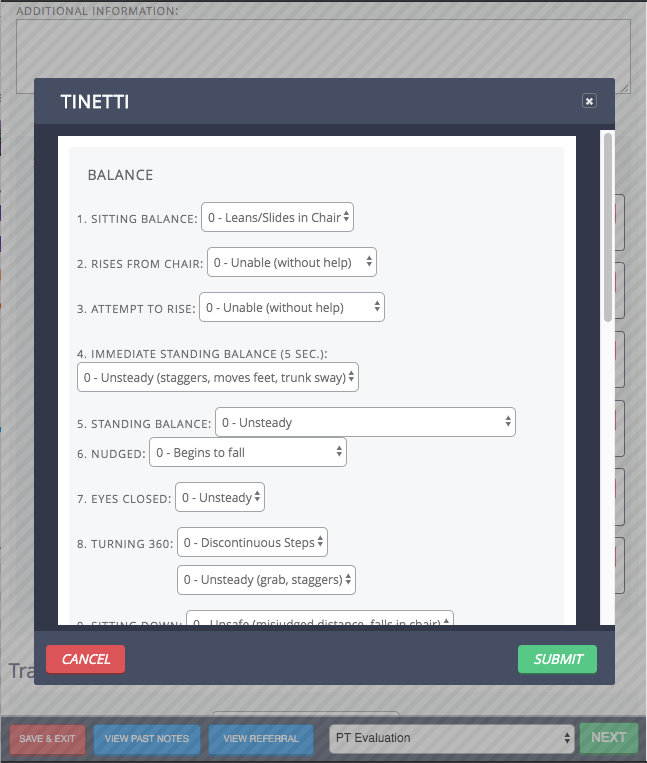 ADDITIONAL INFORMATION:
TINETTI
BALANCE
1. SITTING BALANCE: 0 - Leans/Slides in Chair
2. RISES FROM CHAIR: 0 - Unable (without help)
3. ATTEMPT TO RISE: 0 - Unable (without help)
4. IMMEDIATE STANDING BALANCE (5 SEC.):
0 - Unsteady (staggers, moves feet, trunk sway)
5. STANDING BALANCE: 0 - Unsteady
6. NUDGED: 0 - Begins to fall
7. EYES CLOSED: 0 - Unsteady
8. TURNING 360: 0 - Discontinuous Steps
0 - Unsteady (grab, staggers)
9. SITTING DOWN: 0 - Unsafe (misjudged distance, falls in chair)
CANCEL SUBMIT
Tra
SAVE & EXIT VIEW PAST NOTES VIEW REFERRAL PT Evaluation NEXT